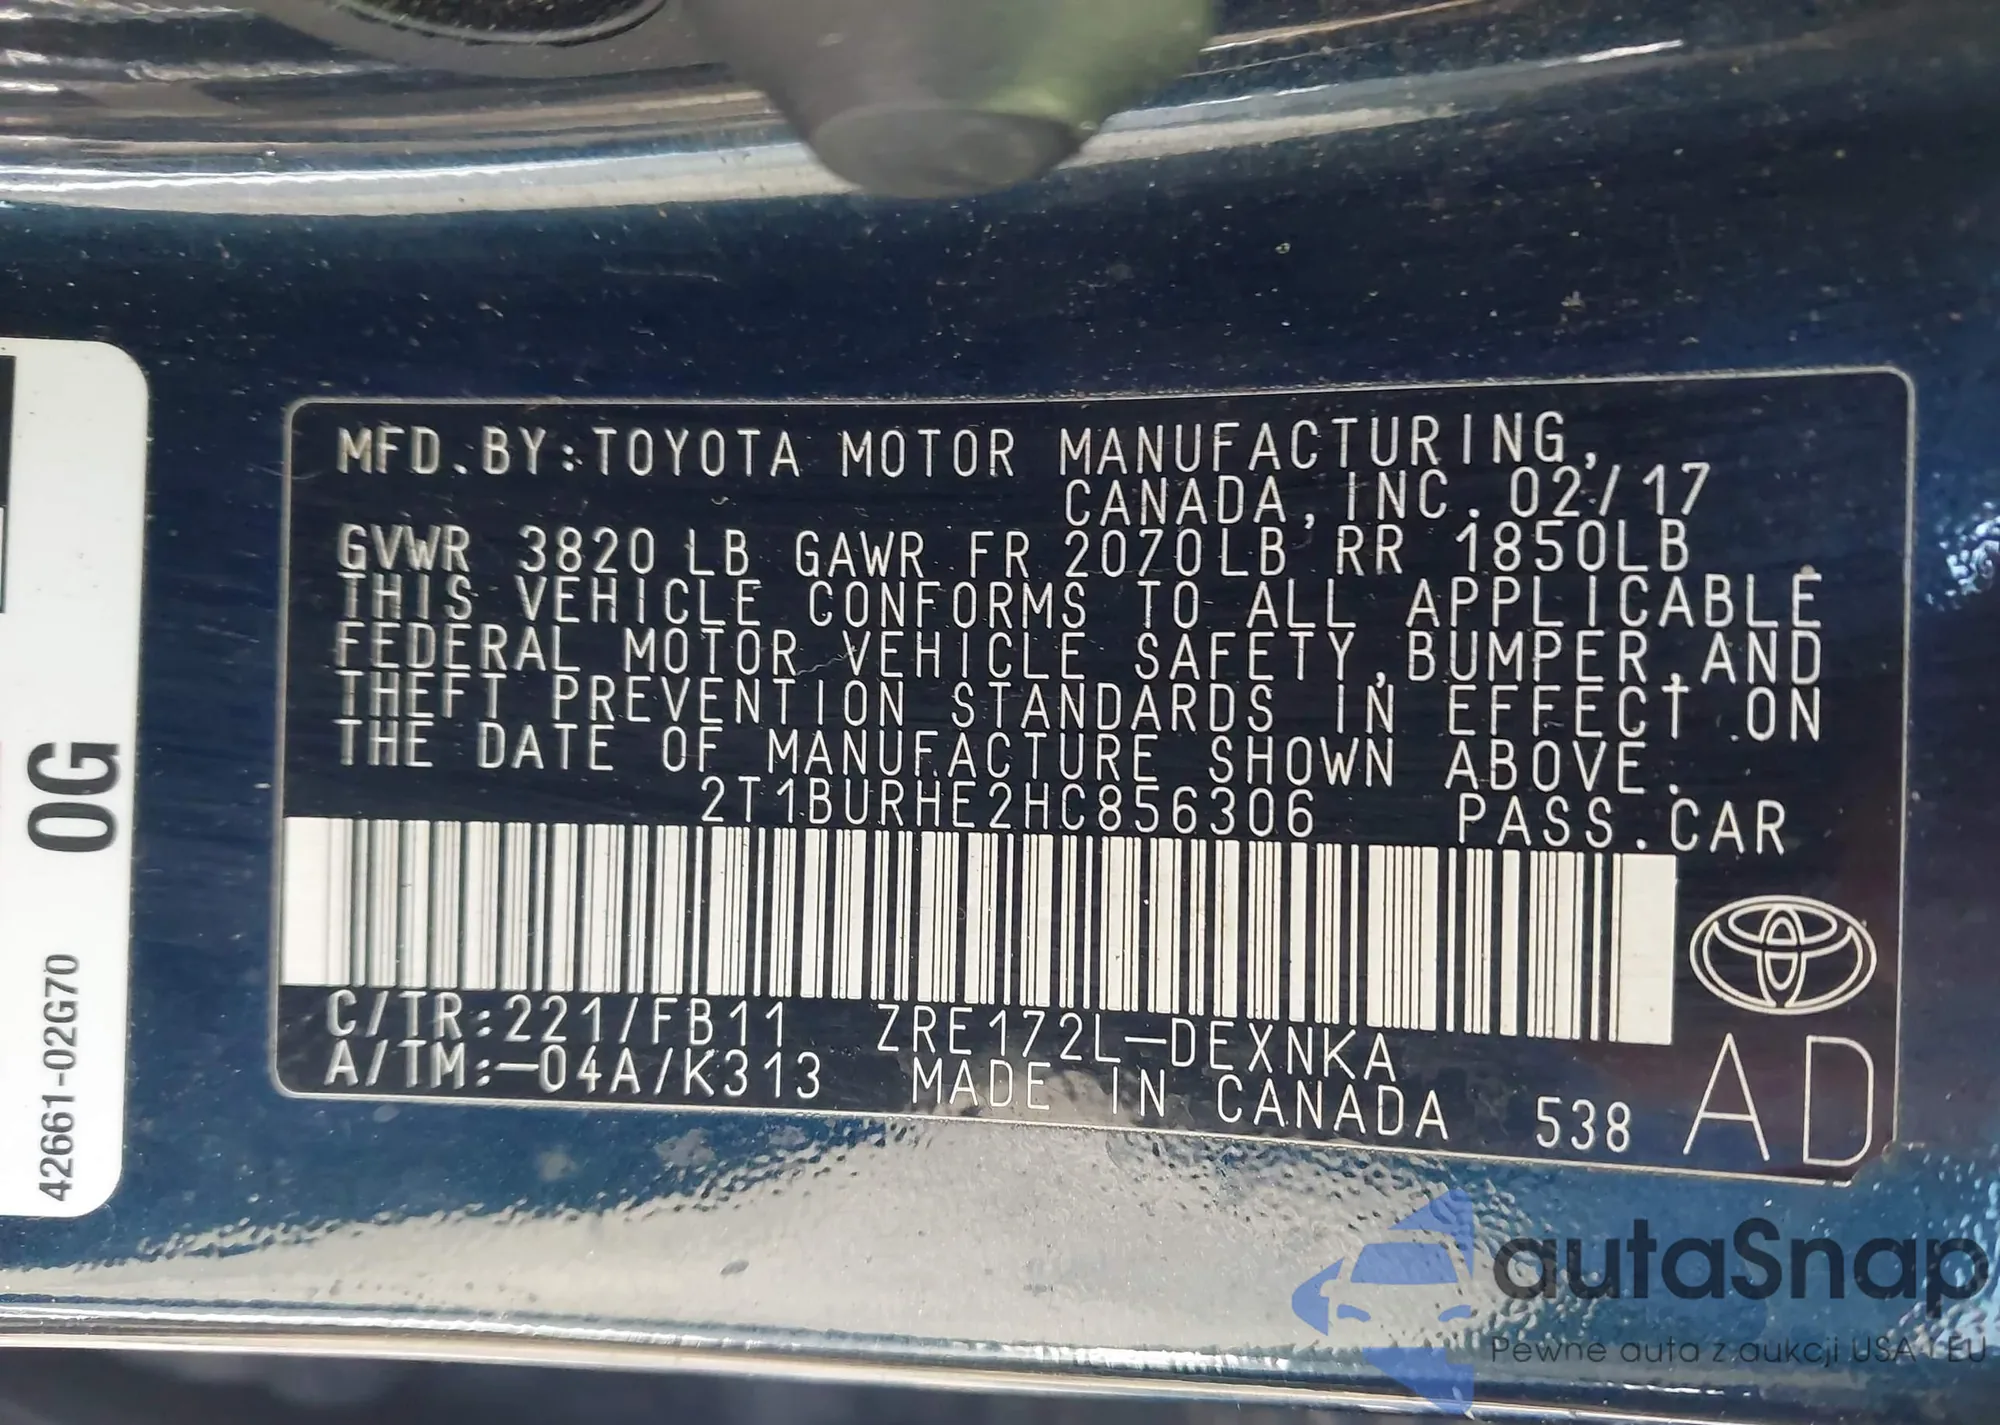 MFD.BY:TOYOTA MOTOR MANUFACTURING,
CANADA, INC. 02/17
GVWR 3820 LB GAWR FR 2070LB RR 1850LB
THIS VEHICLE CONFORMS TO ALL APPLICABLE
FEDERAL MOTOR VEHICLE SAFETY,BUMPER,AND
THEFT PREVENTION STANDARDS IN EFFECT ON
THE DATE OF MANUFACTURE SHOWN ABOVE.
2T1BURHE2HC856306 PASS.CAR
C/TR:221/FB11 ZRE172L-DEXNKA
A/TM:-04A/K313 MADE IN CANADA 538
AD
0G
42661-02G70
autaSnap
Pewne auta z aukcji USA i EU